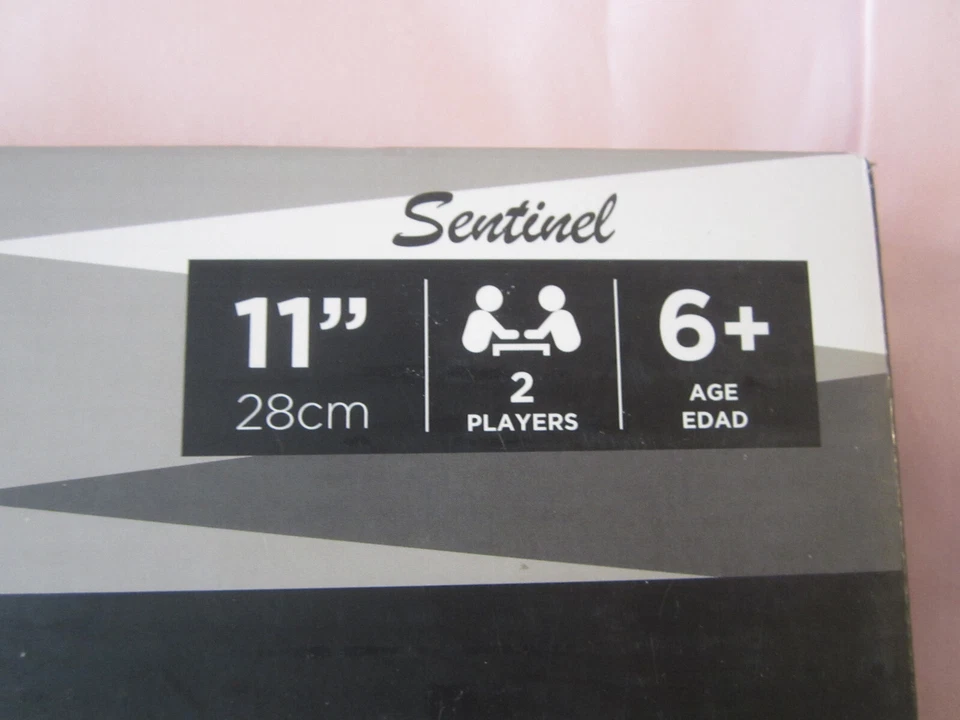 Sentinel
11”
28cm
2
PLAYERS
6+
AGE
EDAD